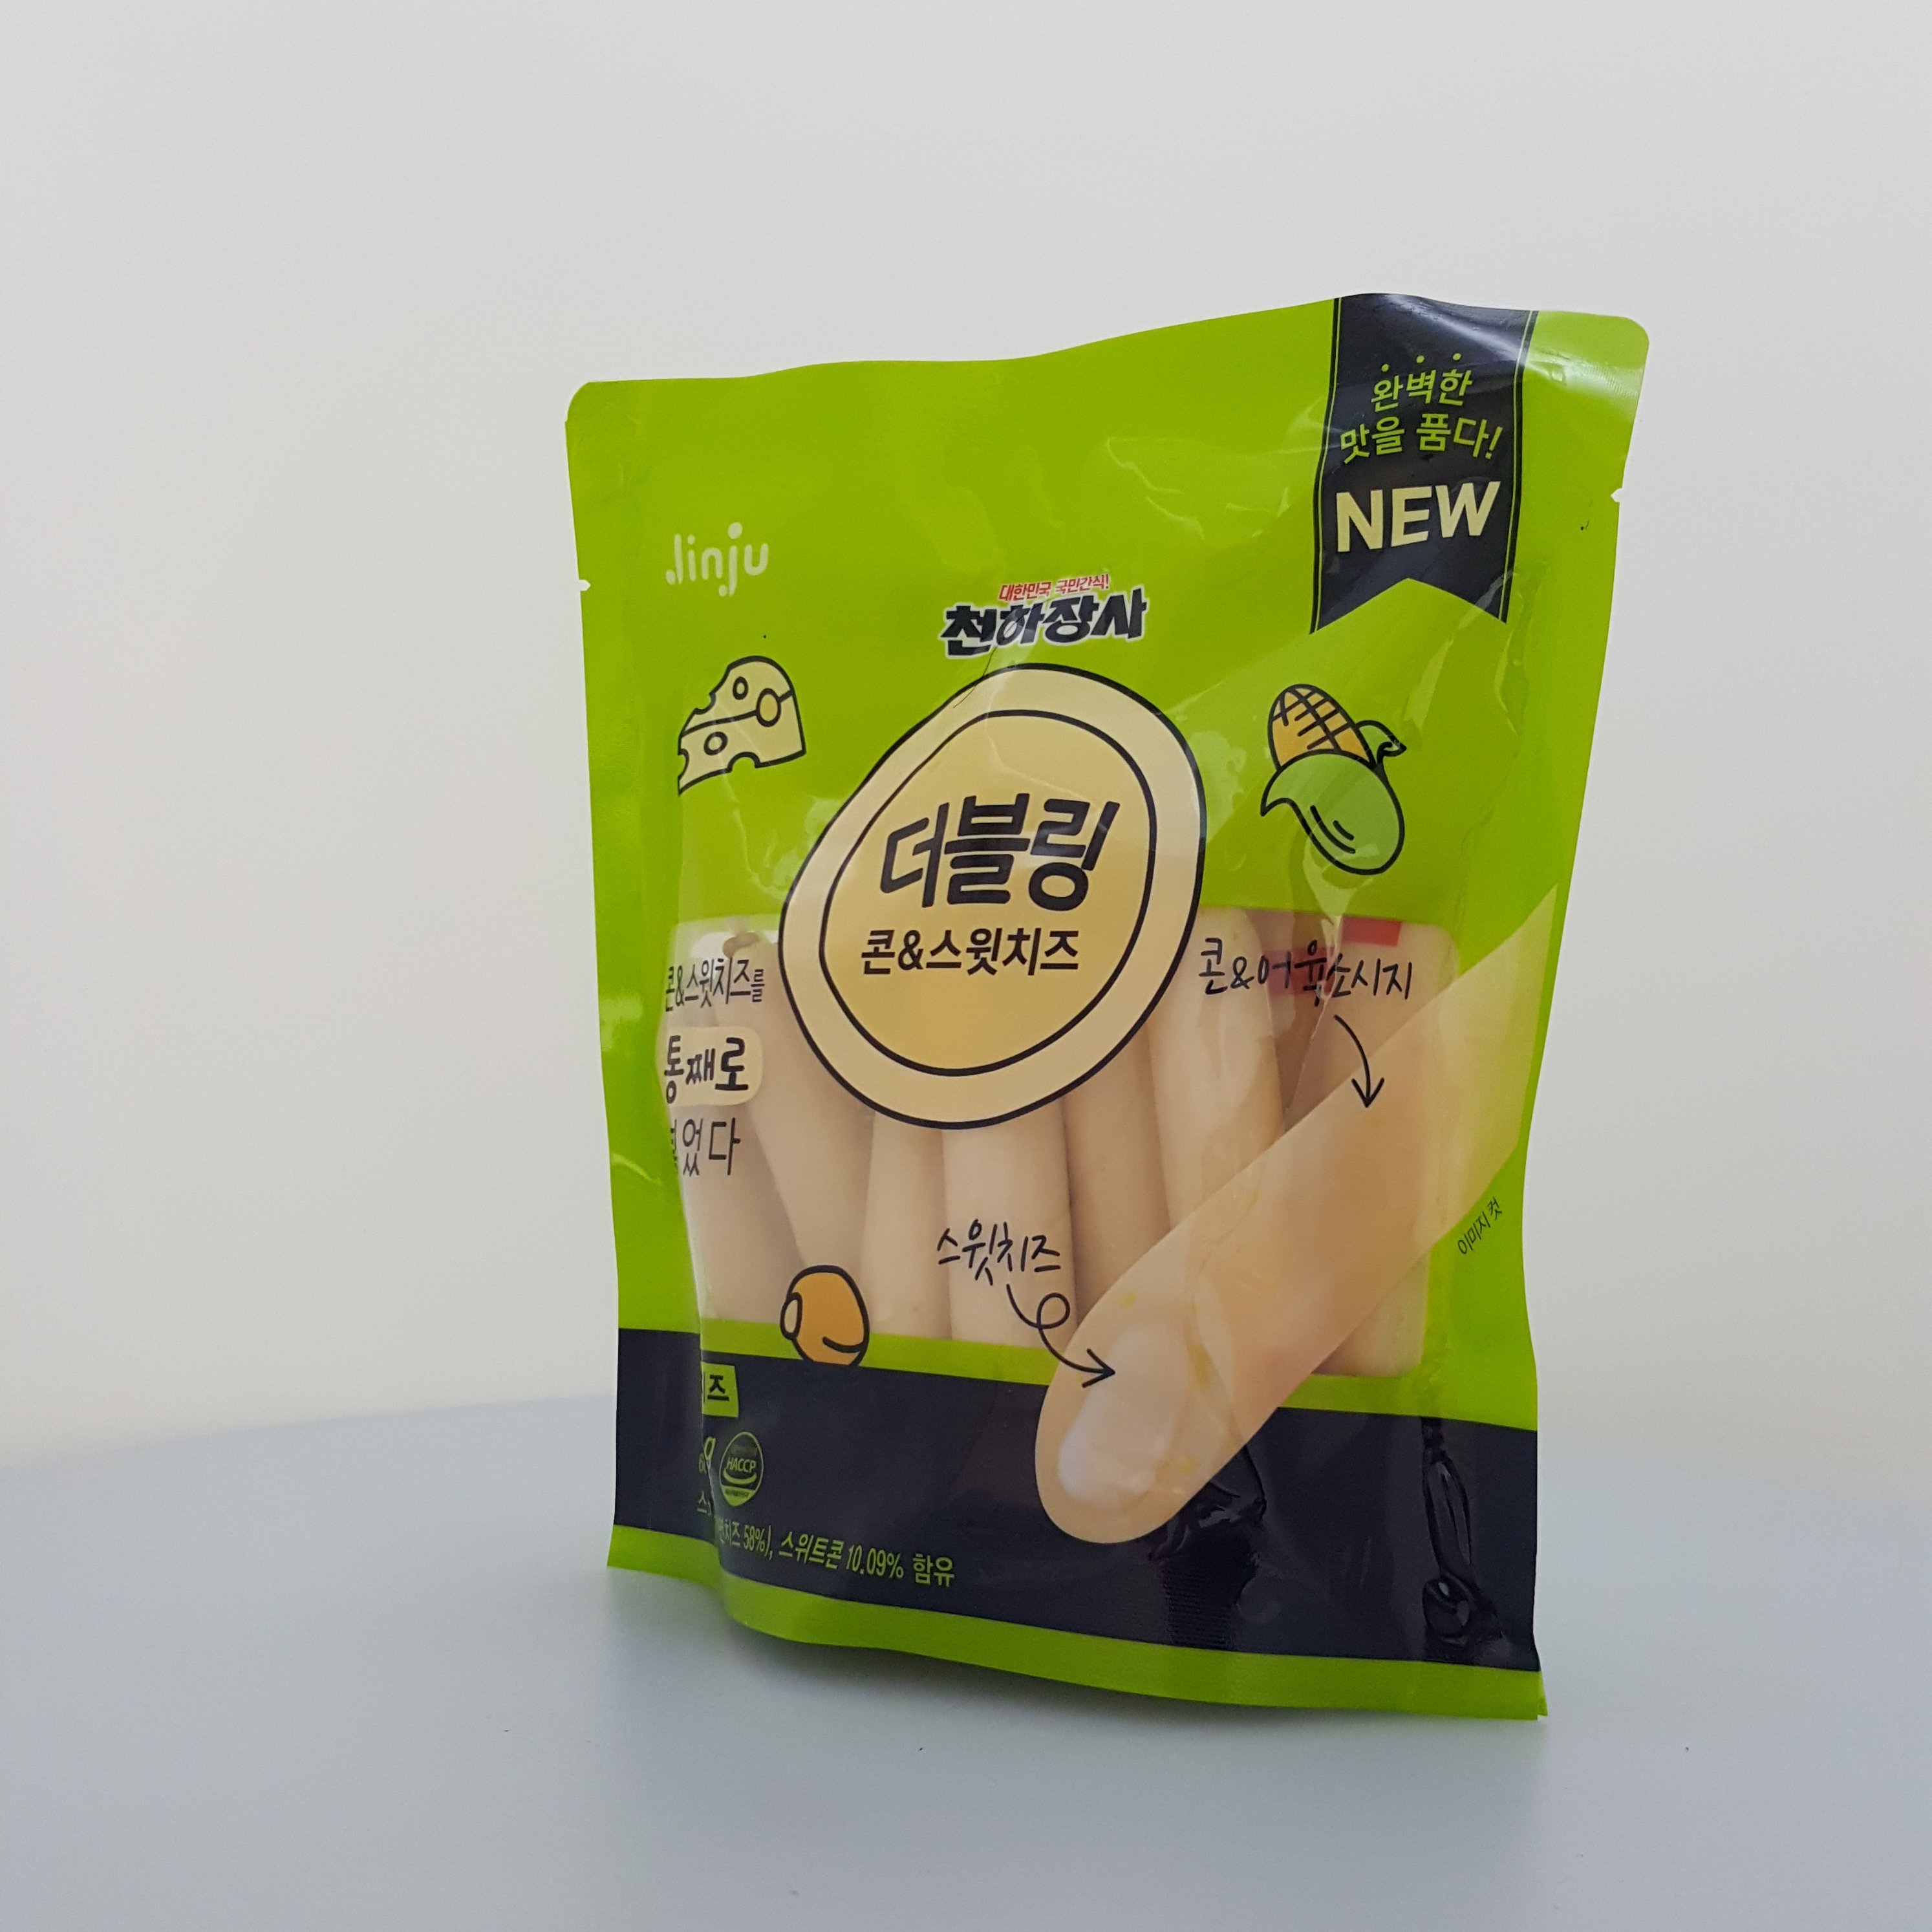 완벽한
맛을 품다!
NEW
Jinju
대한민국 국민간식!
천하장사
더블링
콘&스윗치즈
콘&스윗치즈를
통째로
었다
콘&어육소시지
스윗치즈
이미지 컷
즈
HACCP
치즈 58%), 스위트콘 10.09% 함유